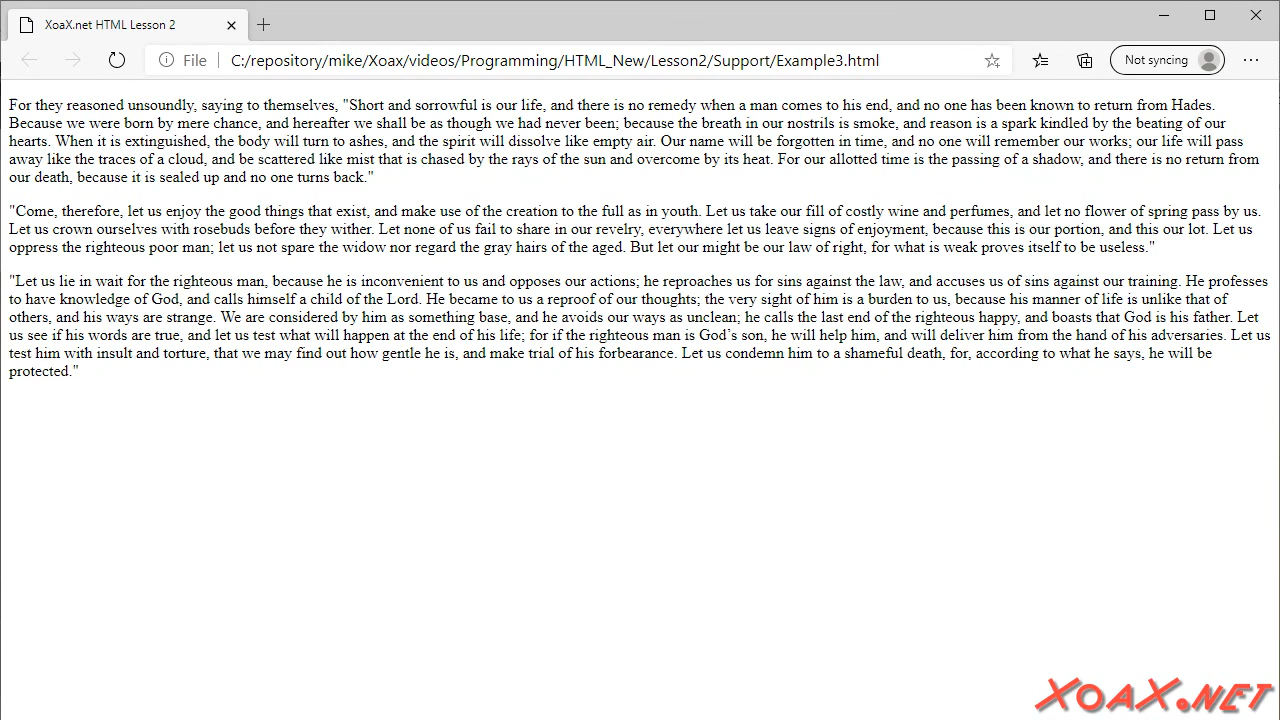 XoaX.net HTML Lesson 2
File
C:/repository/mike/Xoax/videos/Programming/HTML_New/Lesson2/Support/Example3.html
Not syncing
For they reasoned unsoundly, saying to themselves, "Short and sorrowful is our life, and there is no remedy when a man comes to his end, and no one has been known to return from Hades.
Because we were born by mere chance, and hereafter we shall be as though we had never been; because the breath in our nostrils is smoke, and reason is a spark kindled by the beating of our
hearts. When it is extinguished, the body will turn to ashes, and the spirit will dissolve like empty air. Our name will be forgotten in time, and no one will remember our works; our life will pass
away like the traces of a cloud, and be scattered like mist that is chased by the rays of the sun and overcome by its heat. For our allotted time is the passing of a shadow, and there is no return from
our death, because it is sealed up and no one turns back."
"Come, therefore, let us enjoy the good things that exist, and make use of the creation to the full as in youth. Let us take our fill of costly wine and perfumes, and let no flower of spring pass by us.
Let us crown ourselves with rosebuds before they wither. Let none of us fail to share in our revelry, everywhere let us leave signs of enjoyment, because this is our portion, and this our lot. Let us
oppress the righteous poor man; let us not spare the widow nor regard the gray hairs of the aged. But let our might be our law of right, for what is weak proves itself to be useless."
"Let us lie in wait for the righteous man, because he is inconvenient to us and opposes our actions; he reproaches us for sins against the law, and accuses us of sins against our training. He professes
to have knowledge of God, and calls himself a child of the Lord. He became to us a reproof of our thoughts; the very sight of him is a burden to us, because his manner of life is unlike that of
others, and his ways are strange. We are considered by him as something base, and he avoids our ways as unclean; he calls the last end of the righteous happy, and boasts that God is his father. Let
us see if his words are true, and let us test what will happen at the end of his life; for if the righteous man is God's son, he will help him, and will deliver him from the hand of his adversaries. Let us
test him with insult and torture, that we may find out how gentle he is, and make trial of his forbearance. Let us condemn him to a shameful death, for, according to what he says, he will be
protected."
XoaX.net